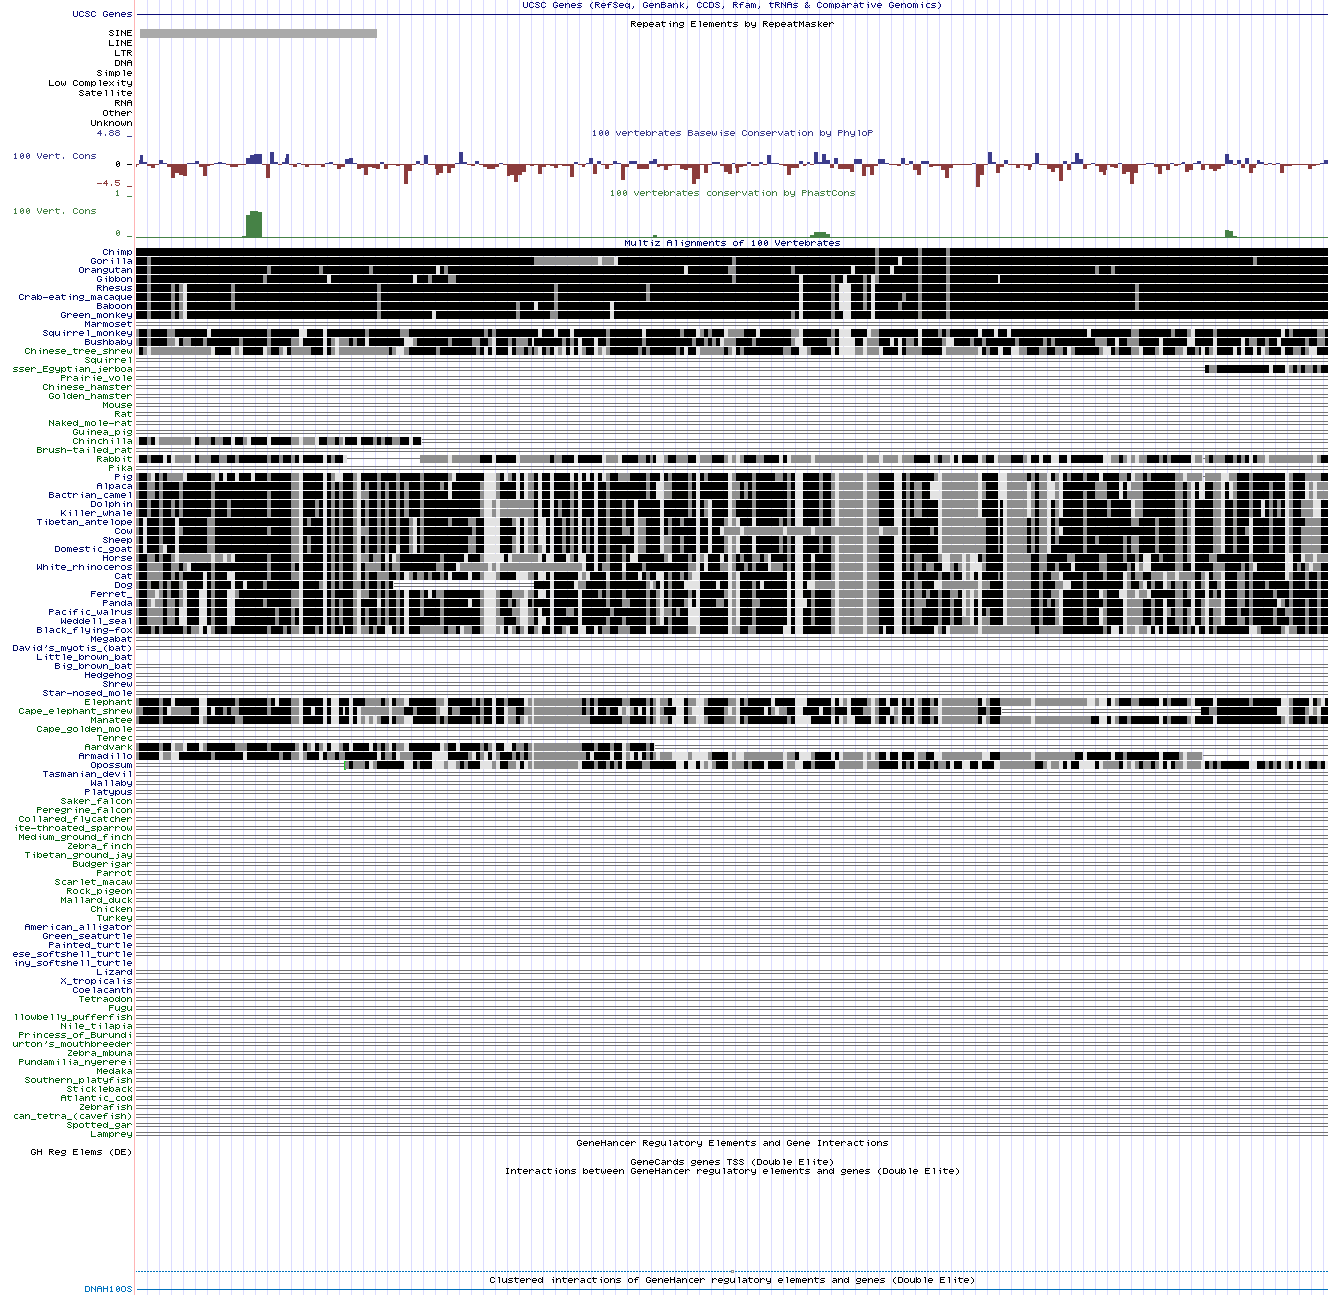 UCSC Genes (RefSeq, GenBank, CCDS, Rfam, tRNAs & Comparative Genomics)
UCSC Genes
Repeating Elements by RepeatMasker
SINE
LINE
LTR
DNA
Simple
Low Complexity
Satellite
RNA
Other
Unknown
4.88 _
100 vertebrates Basewise Conservation by PhyloP
100 Vert. Cons
0 _
-4.5 _
100 vertebrates conservation by PhastCons
1 _
100 Vert. Cons
0 _
Multiz Alignments of 100 Vertebrates
Chimp
Gorilla
Orangutan
Gibbon
Rhesus
Crab-eating_macaque
Baboon
Green_monkey
Marmoset
Squirrel_monkey
Bushbaby
Chinese_tree_shrew
Squirrel
sser_Egyptian_jerboa
Prairie_vole
Chinese_hamster
Golden_hamster
Mouse
Rat
Naked_mole-rat
Guinea_pig
Chinchilla
Brush-tailed_rat
Rabbit
Pika
Pig
Alpaca
Bactrian_camel
Dolphin
Killer_whale
Tibetan_antelope
Cow
Sheep
Domestic_goat
Horse
White_rhinoceros
Cat
Dog
Ferret_
Panda
Pacific_walrus
Weddell_seal
Black_flying-fox
Megabat
David's_myotis_(bat)
Little_brown_bat
Big_brown_bat
Hedgehog
Shrew
Star-nosed_mole
Elephant
Cape_elephant_shrew
Manatee
Cape_golden_mole
Tenrec
Aardvark
Armadillo
Opossum
Tasmanian_devil
Wallaby
Platypus
Saker_falcon
Peregrine_falcon
Collared_flycatcher
ite-throated_sparrow
Medium_ground_finch
Zebra_finch
Tibetan_ground_jay
Budgerigar
Parrot
Scarlet_macaw
Rock_pigeon
Mallard_duck
Chicken
Turkey
American_alligator
Green_seaturtle
Painted_turtle
ese_softshell_turtle
iny_softshell_turtle
Lizard
X_tropicalis
Coelacanth
Tetraodon
Fugu
llowbelly_pufferfish
Nile_tilapia
Princess_of_Burundi
urton's_mouthbreeder
Zebra_mbuna
Pundamilia_nyererei
Medaka
Southern_platyfish
Stickleback
Atlantic_cod
Zebrafish
can_tetra_(cavefish)
Spotted_gar
Lamprey
GeneHancer Regulatory Elements and Gene Interactions
GH Reg Elems (DE)
GeneCards genes TSS (Double Elite)
Interactions between GeneHancer regulatory elements and genes (Double Elite)
Clustered interactions of GeneHancer regulatory elements and genes (Double Elite)
DNAH10OS